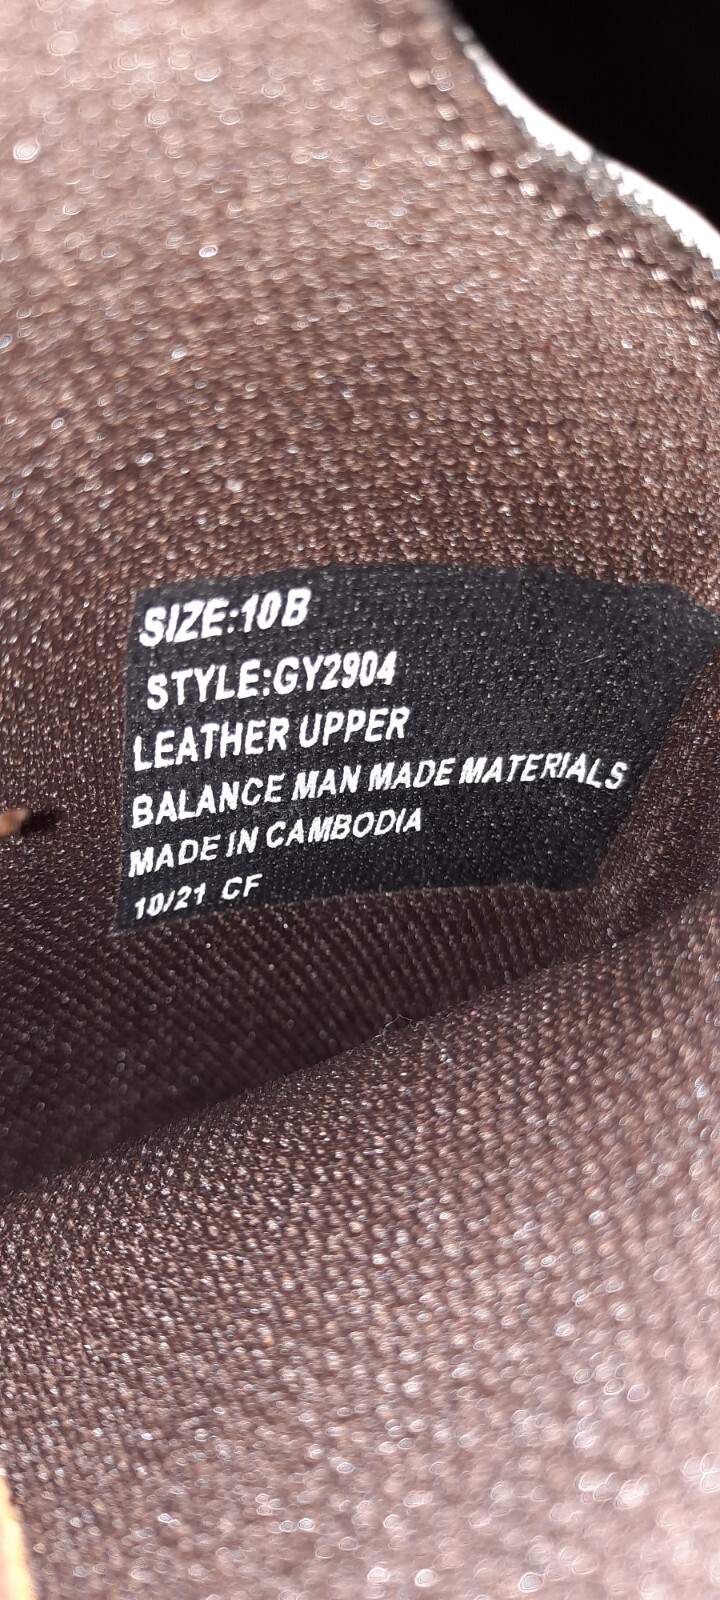 SIZE:10B
STYLE:GY2904
LEATHER UPPER
BALANCE MAN MADE MATERIALS
MADE IN CAMBODIA
10/21 CF